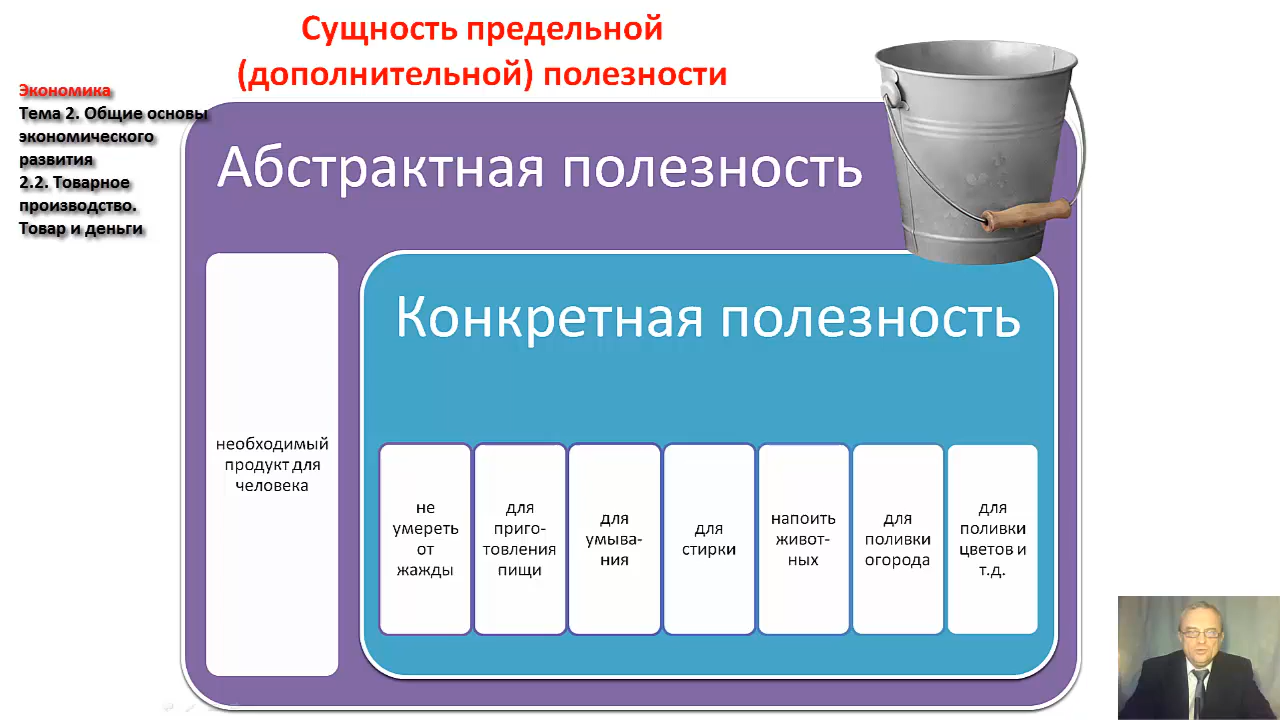 Сущность предельной
(дополнительной) полезности
Экономика
Тема 2. Общие основы
экономического
развития
2.2. Товарное
производство.
Товар и деньги
Абстрактная полезность
необходимый
продукт для
человека
Конкретная полезность
не
умереть
от
жажды
для
приго-
товления
пищи
для
умыва-
ния
для
стирки
напоить
живот-
ных
для
поливки
огорода
для
поливки
цветов и
т.д.